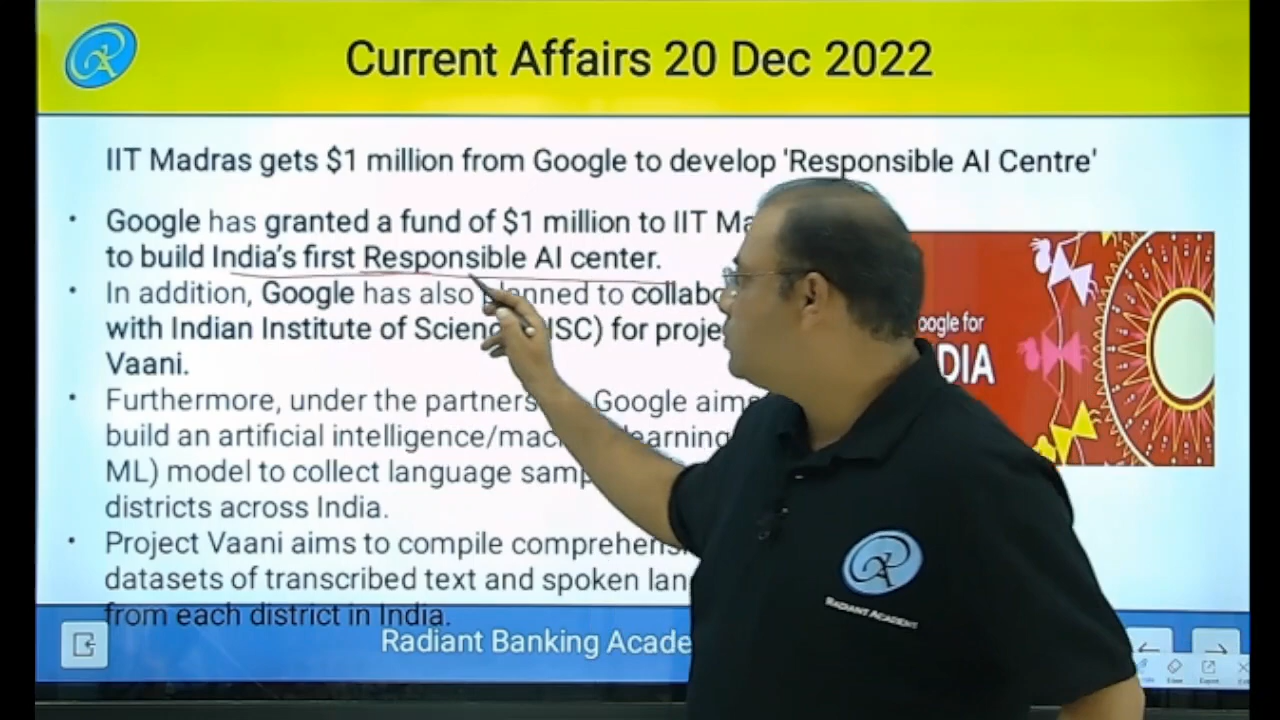 Current Affairs 20 Dec 2022
IIT Madras gets $1 million from Google to develop 'Responsible AI Centre'
• Google has granted a fund of $1 million to IIT Ma
to build India's first Responsible AI center.
• In addition, Google has also planned to collabo
with Indian Institute of Science ISC) for proje
Vaani.
• Furthermore, under the partners Google aims
build an artificial intelligence/mac learning
ML) model to collect language samp
districts across India.
• Project Vaani aims to compile comprehens
datasets of transcribed text and spoken lan
from each district in India.
oogle for
DIA
RADIANT ACADEMY
Radiant Banking Acade
Export